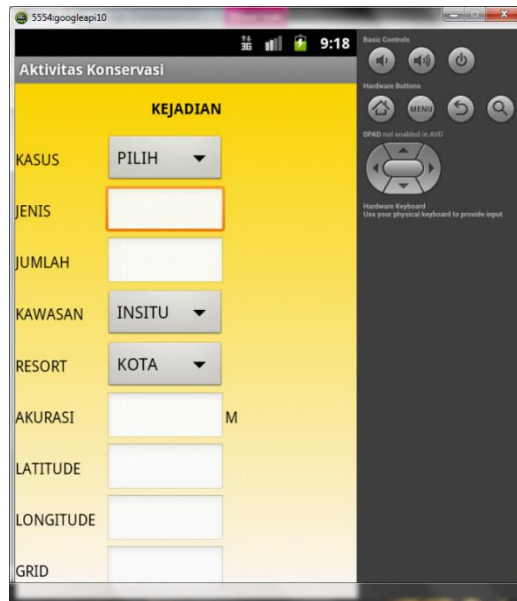 5554:googleapi10
3G 9:18
Aktivitas Konservasi
KEJADIAN
KASUS PILIH
JENIS
JUMLAH
KAWASAN INSITU
RESORT KOTA
AKURASI M
LATITUDE
LONGITUDE
GRID
Basic Controls
Hardware Buttons
MENU
DPAD not enabled in AVD
Hardware Keyboard
Use your physical keyboard to provide input